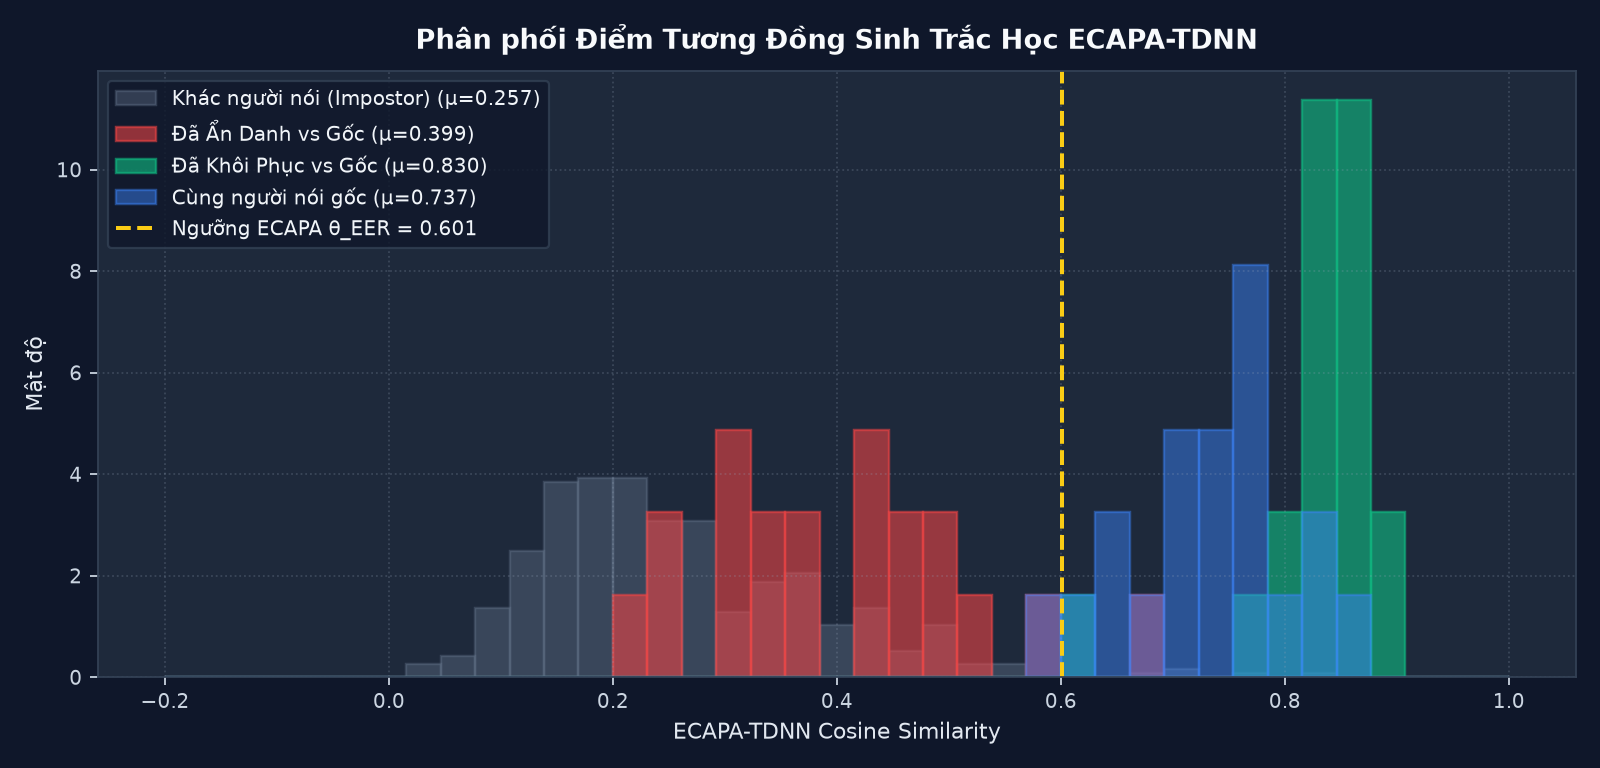 Phân phối Điểm Tương Đồng Sinh Trắc Học ECAPA-TDNN
Khác người nói (Impostor) (μ=0.257)
Đã Ẩn Danh vs Gốc (μ=0.399)
Đã Khôi Phục vs Gốc (μ=0.830)
Cùng người nói gốc (μ=0.737)
Ngưỡng ECAPA θ_EER = 0.601
Mật độ
10
8
6
4
2
0
−0.2 0.0 0.2 0.4 0.6 0.8 1.0
ECAPA-TDNN Cosine Similarity